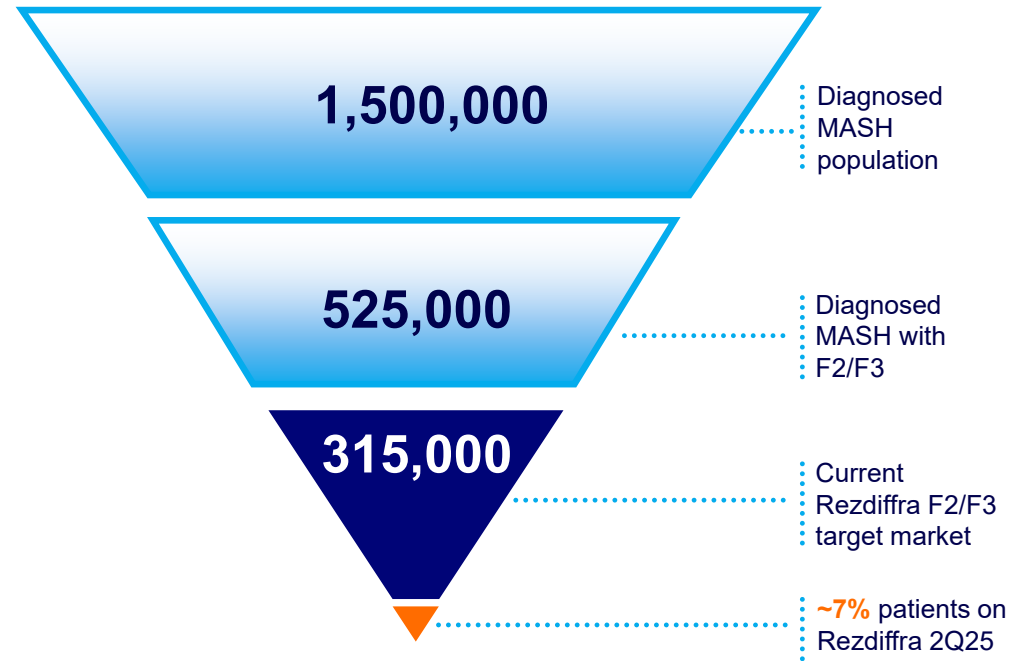 1,500,000
Diagnosed
MASH
population
525,000
Diagnosed
MASH with
F2/F3
315,000
Current
Rezdiffra F2/F3
target market
~7% patients on
Rezdiffra 2Q25